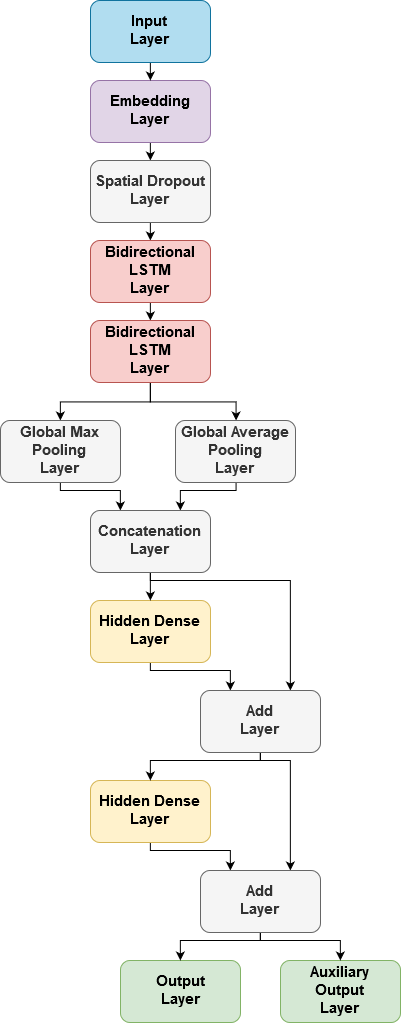 Input
Layer
Embedding
Layer
Spatial Dropout
Layer
Bidirectional
LSTM
Layer
Bidirectional
LSTM
Layer
Global Max
Pooling
Layer
Global Average
Pooling
Layer
Concatenation
Layer
Hidden Dense
Layer
Add
Layer
Hidden Dense
Layer
Add
Layer
Output
Layer
Auxiliary
Output
Layer